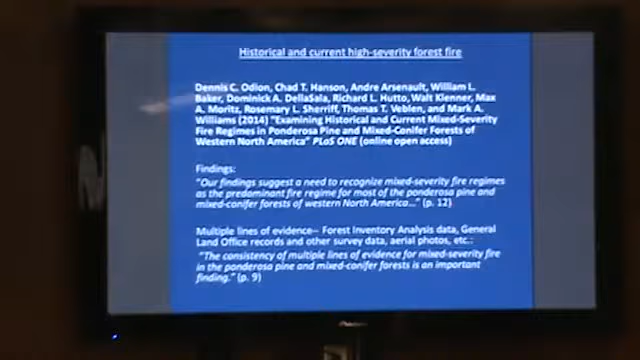 Historical and current high-severity forest fire
Dennis C. Odion, Chad T. Hanson, Andre Arsenault, William L.
Baker, Dominick A. DellaSala, Richard L. Hutto, Walt Klenner, Max
A. Moritz, Rosemary L. Sherriff, Thomas T. Veblen, and Mark A.
Williams (2014) "Examining Historical and Current Mixed-Severity
Fire Regimes in Ponderosa Pine and Mixed-Conifer Forests of
Western North America" PLoS ONE (online open access)
Findings:
"Our findings suggest a need to recognize mixed-severity fire regimes
as the predominant fire regime for most of the ponderosa pine and
mixed-conifer forests of western North America..." (p. 12)
Multiple lines of evidence-- Forest Inventory Analysis data, General
Land Office records and other survey data, aerial photos, etc.:
"The consistency of multiple lines of evidence for mixed-severity fire
in the ponderosa pine and mixed-conifer forests is an important
finding." (p. 9)